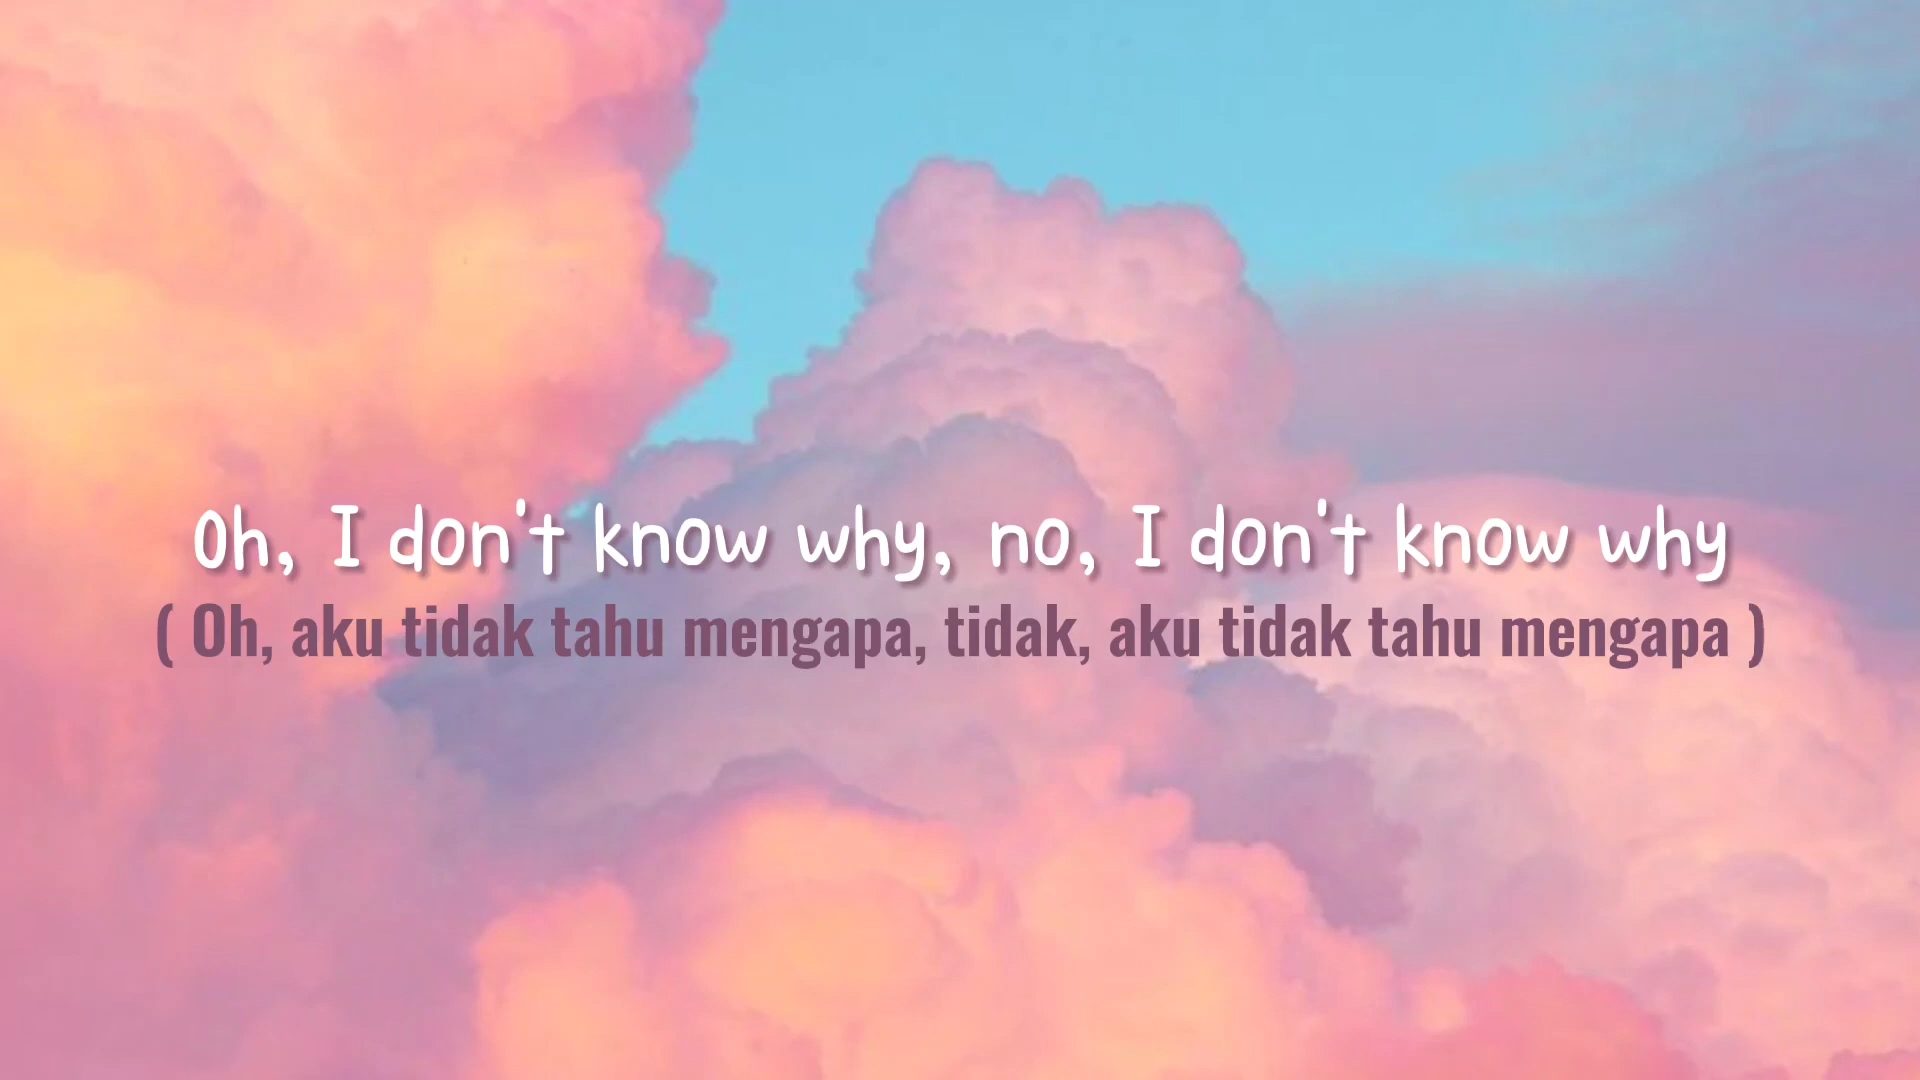 Oh, I don't know why, no, I don't know why
( Oh, aku tidak tahu mengapa, tidak, aku tidak tahu mengapa )